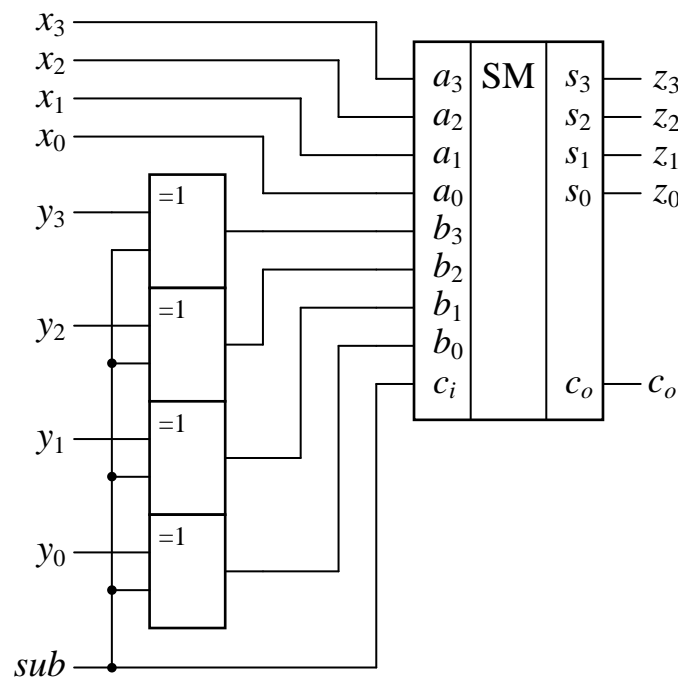 x₃
x₂
x₁
x₀
a₃ SM s₃ z₃
a₂ s₂ z₂
a₁ s₁ z₁
a₀ s₀ z₀
=1
y₃
b₃
b₂
=1
y₂
b₁
b₀
cᵢ cₒ cₒ
=1
y₁
=1
y₀
sub